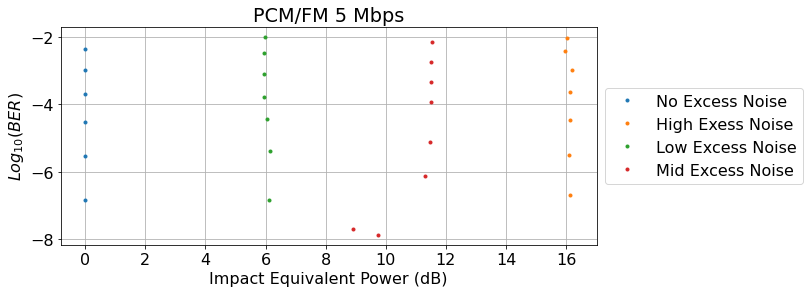 PCM/FM 5 Mbps
−2
−4
−6
−8
Log10(BER)
0 2 4 6 8 10 12 14 16
Impact Equivalent Power (dB)
No Excess Noise
High Exess Noise
Low Excess Noise
Mid Excess Noise